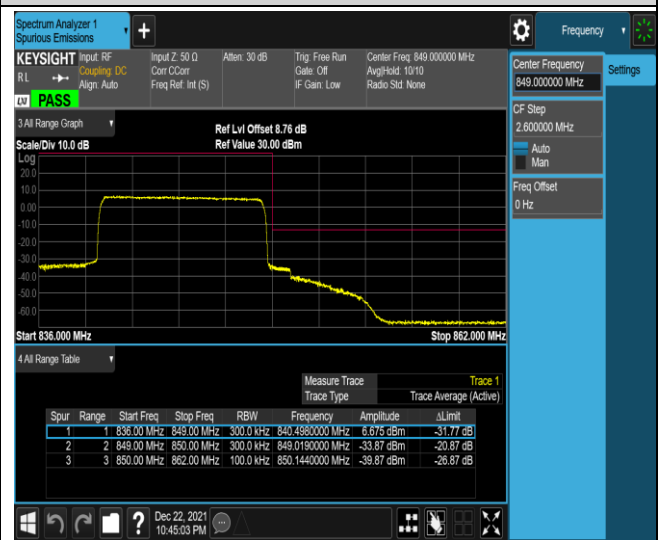 Spectrum Analyzer 1
Spurious Emissions
+
Frequency
KEYSIGHT Input: RF Input Z: 50 Ω Atten: 30 dB Trig: Free Run Center Freq: 849.000000 MHz
RL Coupling: DC Corr CCorr Gate: Off Avg|Hold: 10/10
Align: Auto Freq Ref: Int (S) IF Gain: Low Radio Std: None
LXI PASS
Center Frequency
849.000000 MHz
Settings
CF Step
2.600000 MHz
Auto
Man
Freq Offset
0 Hz
3 All Range Graph
Ref Lvl Offset 8.76 dB
Scale/Div 10.0 dB Ref Value 30.00 dBm
Log
20.0
10.0
0.00
-10.0
-20.0
-30.0
-40.0
-50.0
-60.0
Start 836.000 MHz Stop 862.000 MHz
4 All Range Table
Measure Trace Trace 1
Trace Type Trace Average (Active)
Spur Range Start Freq Stop Freq RBW Frequency Amplitude ΔLimit
1 1 836.00 MHz 849.00 MHz 300.0 kHz 840.4980000 MHz 6.675 dBm -31.77 dB
2 2 849.00 MHz 850.00 MHz 300.0 kHz 849.0190000 MHz -33.87 dBm -20.87 dB
3 3 850.00 MHz 862.00 MHz 100.0 kHz 850.1440000 MHz -39.87 dBm -26.87 dB
? Dec 22, 2021
10:45:03 PM